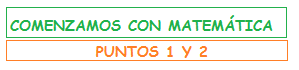 COMENZAMOS CON MATEMÁTICA
PUNTOS 1 Y 2